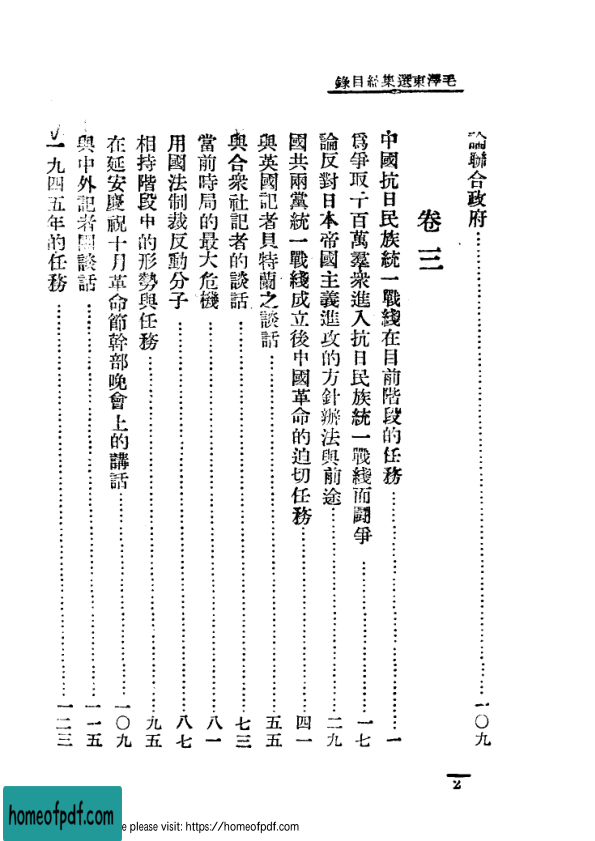 毛澤東選集總目錄
論聯合政府……一〇九
卷三
中國抗日民族統一戰綫在目前階段的任務……一
爲爭取千百萬羣衆進入抗日民族統一戰綫而鬪爭……一七
論反對日本帝國主義進攻的方針辦法與前途……二九
國共兩黨統一戰綫成立後中國革命的迫切任務……四一
與英國記者貝特蘭之談話……五五
與合衆社記者的談話……七三
當前時局的最大危機……八一
用國法制裁反動分子……八七
相持階段中的形勢與任務……九五
在延安慶祝十月革命節幹部晚會上的講話……一〇九
與中外記者團談話……一一五
一九四五年的任務……一二三
2
homeofpdf.com
e please visit: https://homeofpdf.com